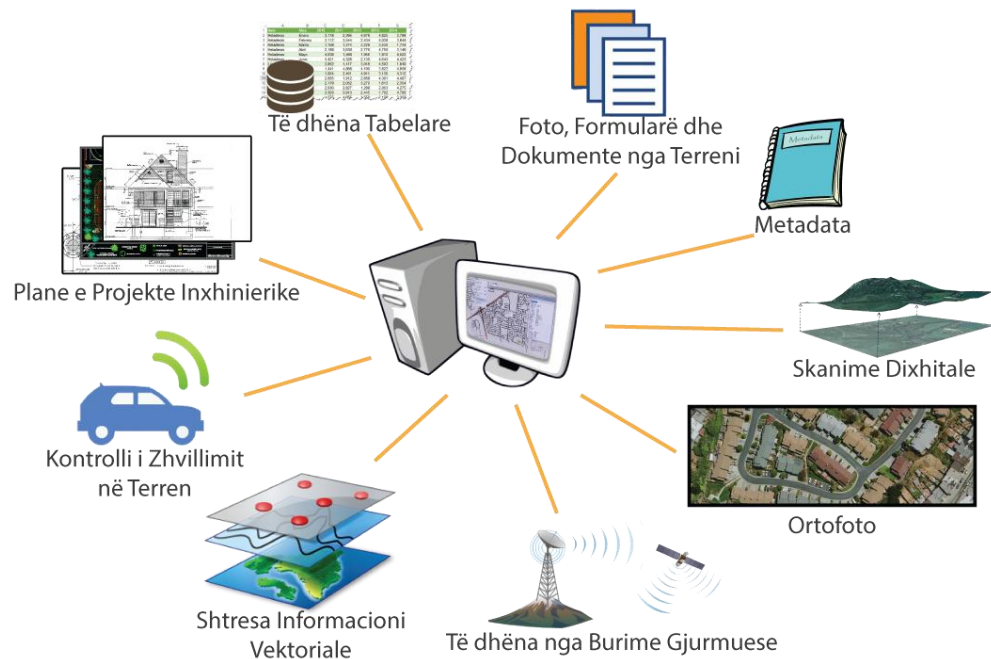 Të dhëna Tabelare
Foto, Formularë dhe
Dokumente nga Terreni
Metadata
Metadata
Plane e Projekte Inxhinierike
Skanime Dixhitale
Kontrolli i Zhvillimit
në Terren
Ortofoto
Shtresa Informacioni
Vektoriale
Të dhëna nga Burime Gjurmuese